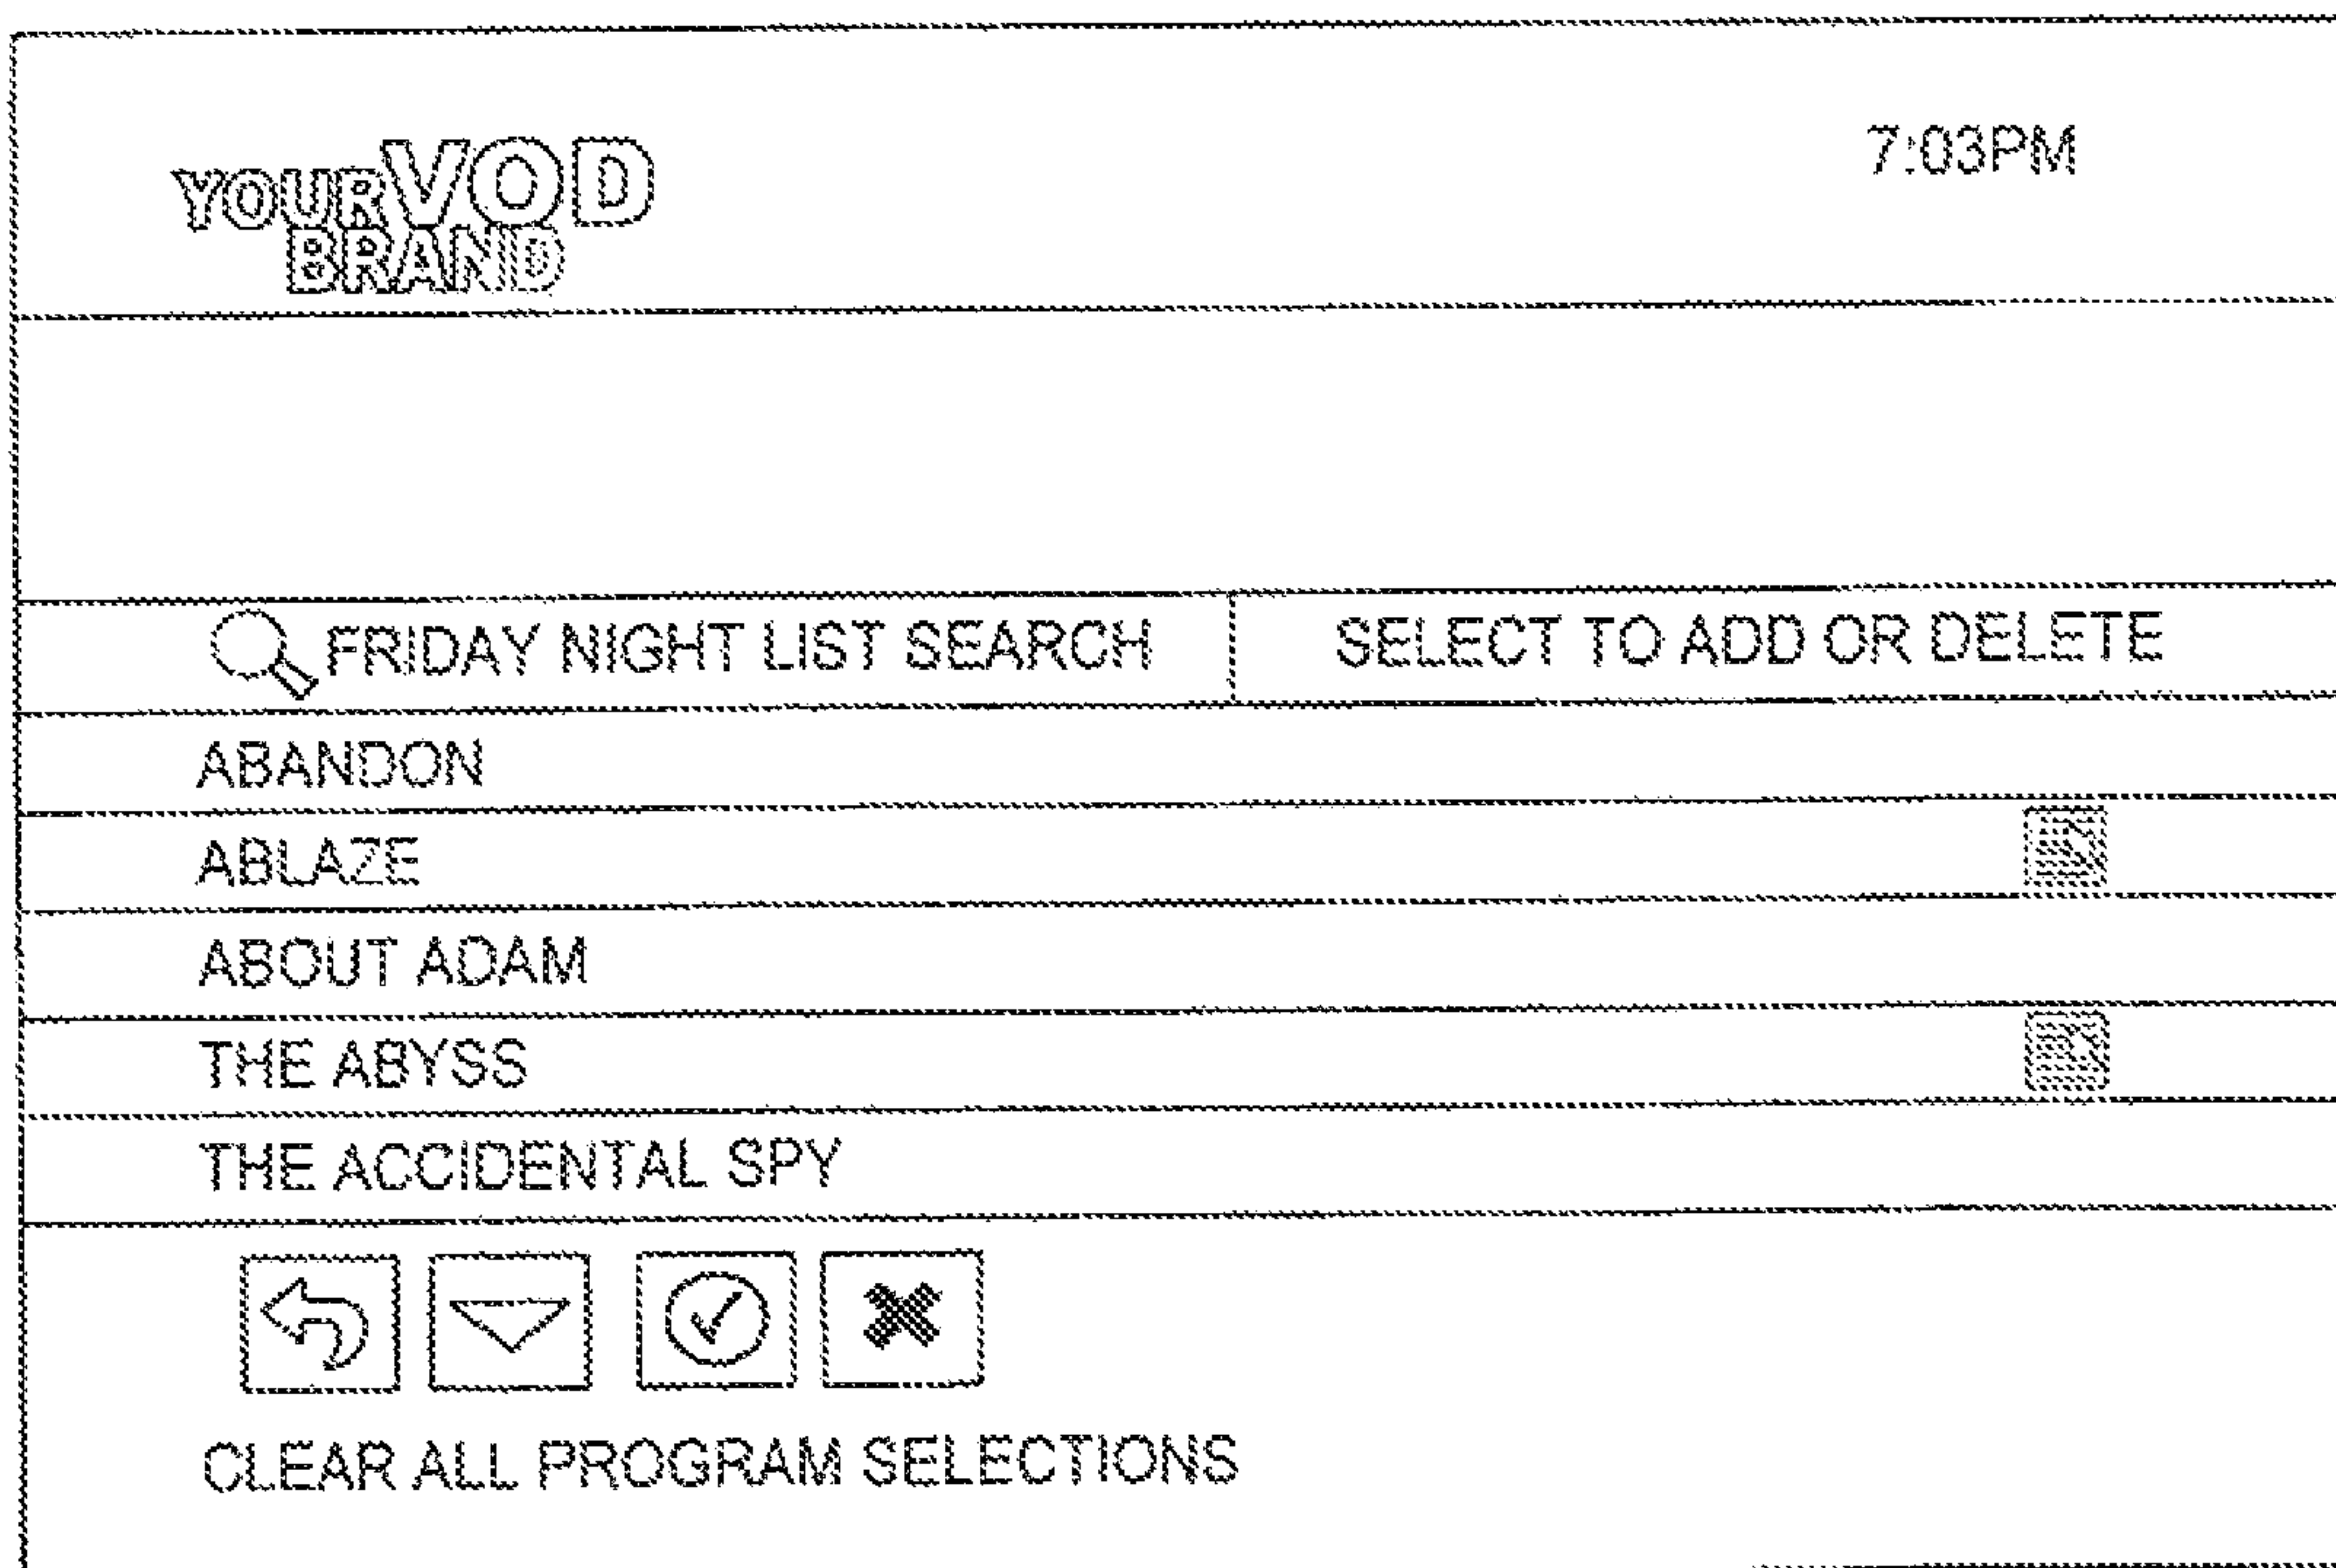 YOUR VOD
BRAND
7:03PM
FRIDAY NIGHT LIST SEARCH
SELECT TO ADD OR DELETE
ABANDON
ABLAZE
ABOUT ADAM
THE ABYSS
THE ACCIDENTAL SPY
CLEAR ALL PROGRAM SELECTIONS